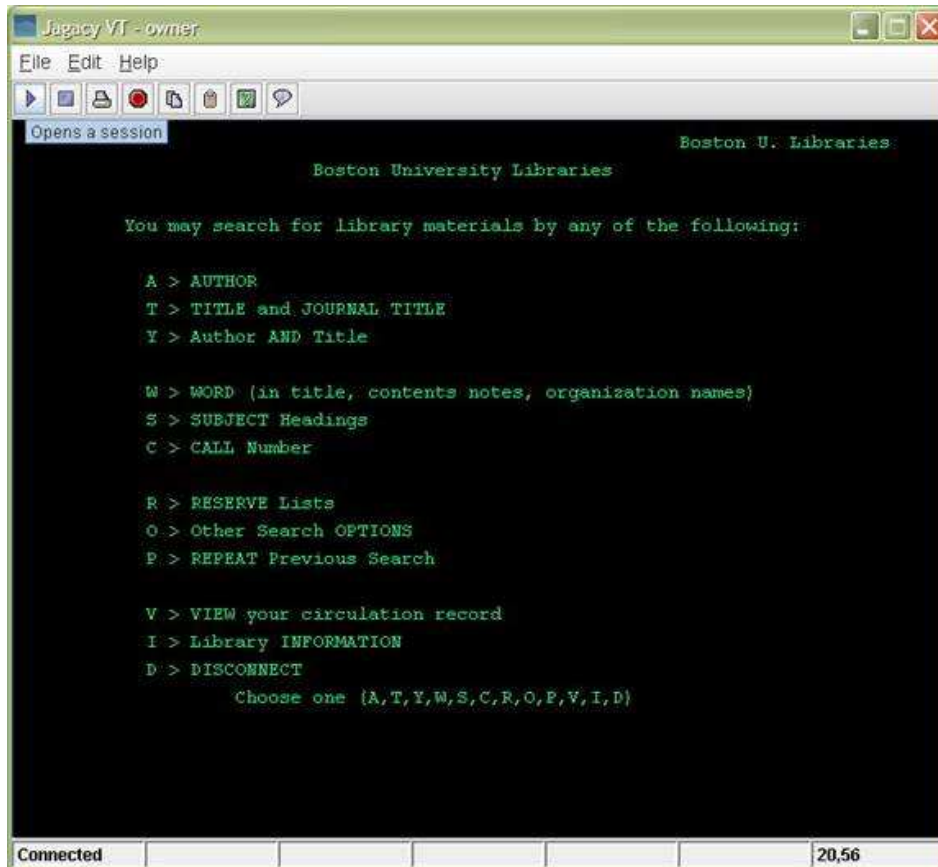 Jagacy VT - owner
File Edit Help
Opens a session
Boston U. Libraries
Boston University Libraries
You may search for library materials by any of the following:
A > AUTHOR
T > TITLE and JOURNAL TITLE
Y > Author AND Title
W > WORD (in title, contents notes, organization names)
S > SUBJECT Headings
C > CALL Number
R > RESERVE Lists
O > Other Search OPTIONS
P > REPEAT Previous Search
V > VIEW your circulation record
I > Library INFORMATION
D > DISCONNECT
Choose one (A,T,Y,W,S,C,R,O,P,V,I,D)
Connected 20,56